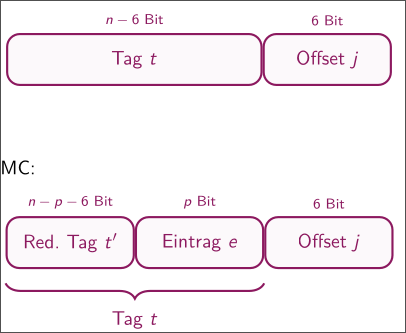 n − 6 Bit 6 Bit
Tag t Offset j
MC:
n − p − 6 Bit p Bit 6 Bit
Red. Tag t′ Eintrag e Offset j
Tag t